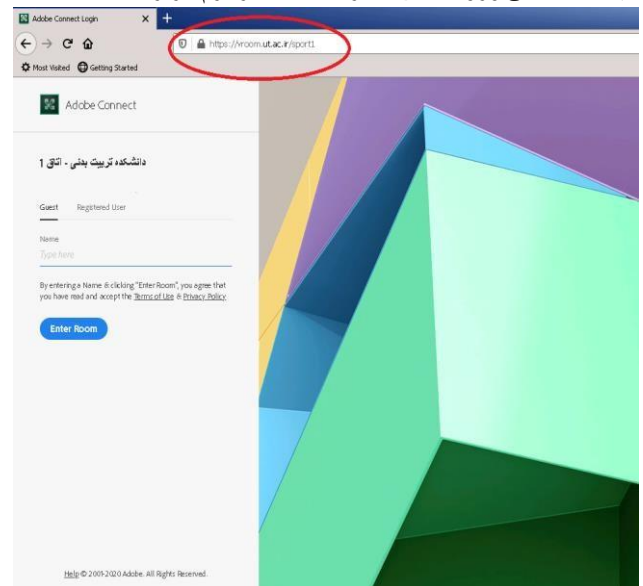 Adobe Connect Login
https://vroom.ut.ac.ir/sport1
Most Visited Getting Started
Adobe Connect
دانشکده تربیت بدنی - اتاق 1
Guest Registered User
Name
Type here
By entering a Name & clicking "Enter Room", you agree that
you have read and accept the Terms of Use & Privacy Policy
Enter Room
Help © 2001-2020 Adobe. All Rights Reserved.